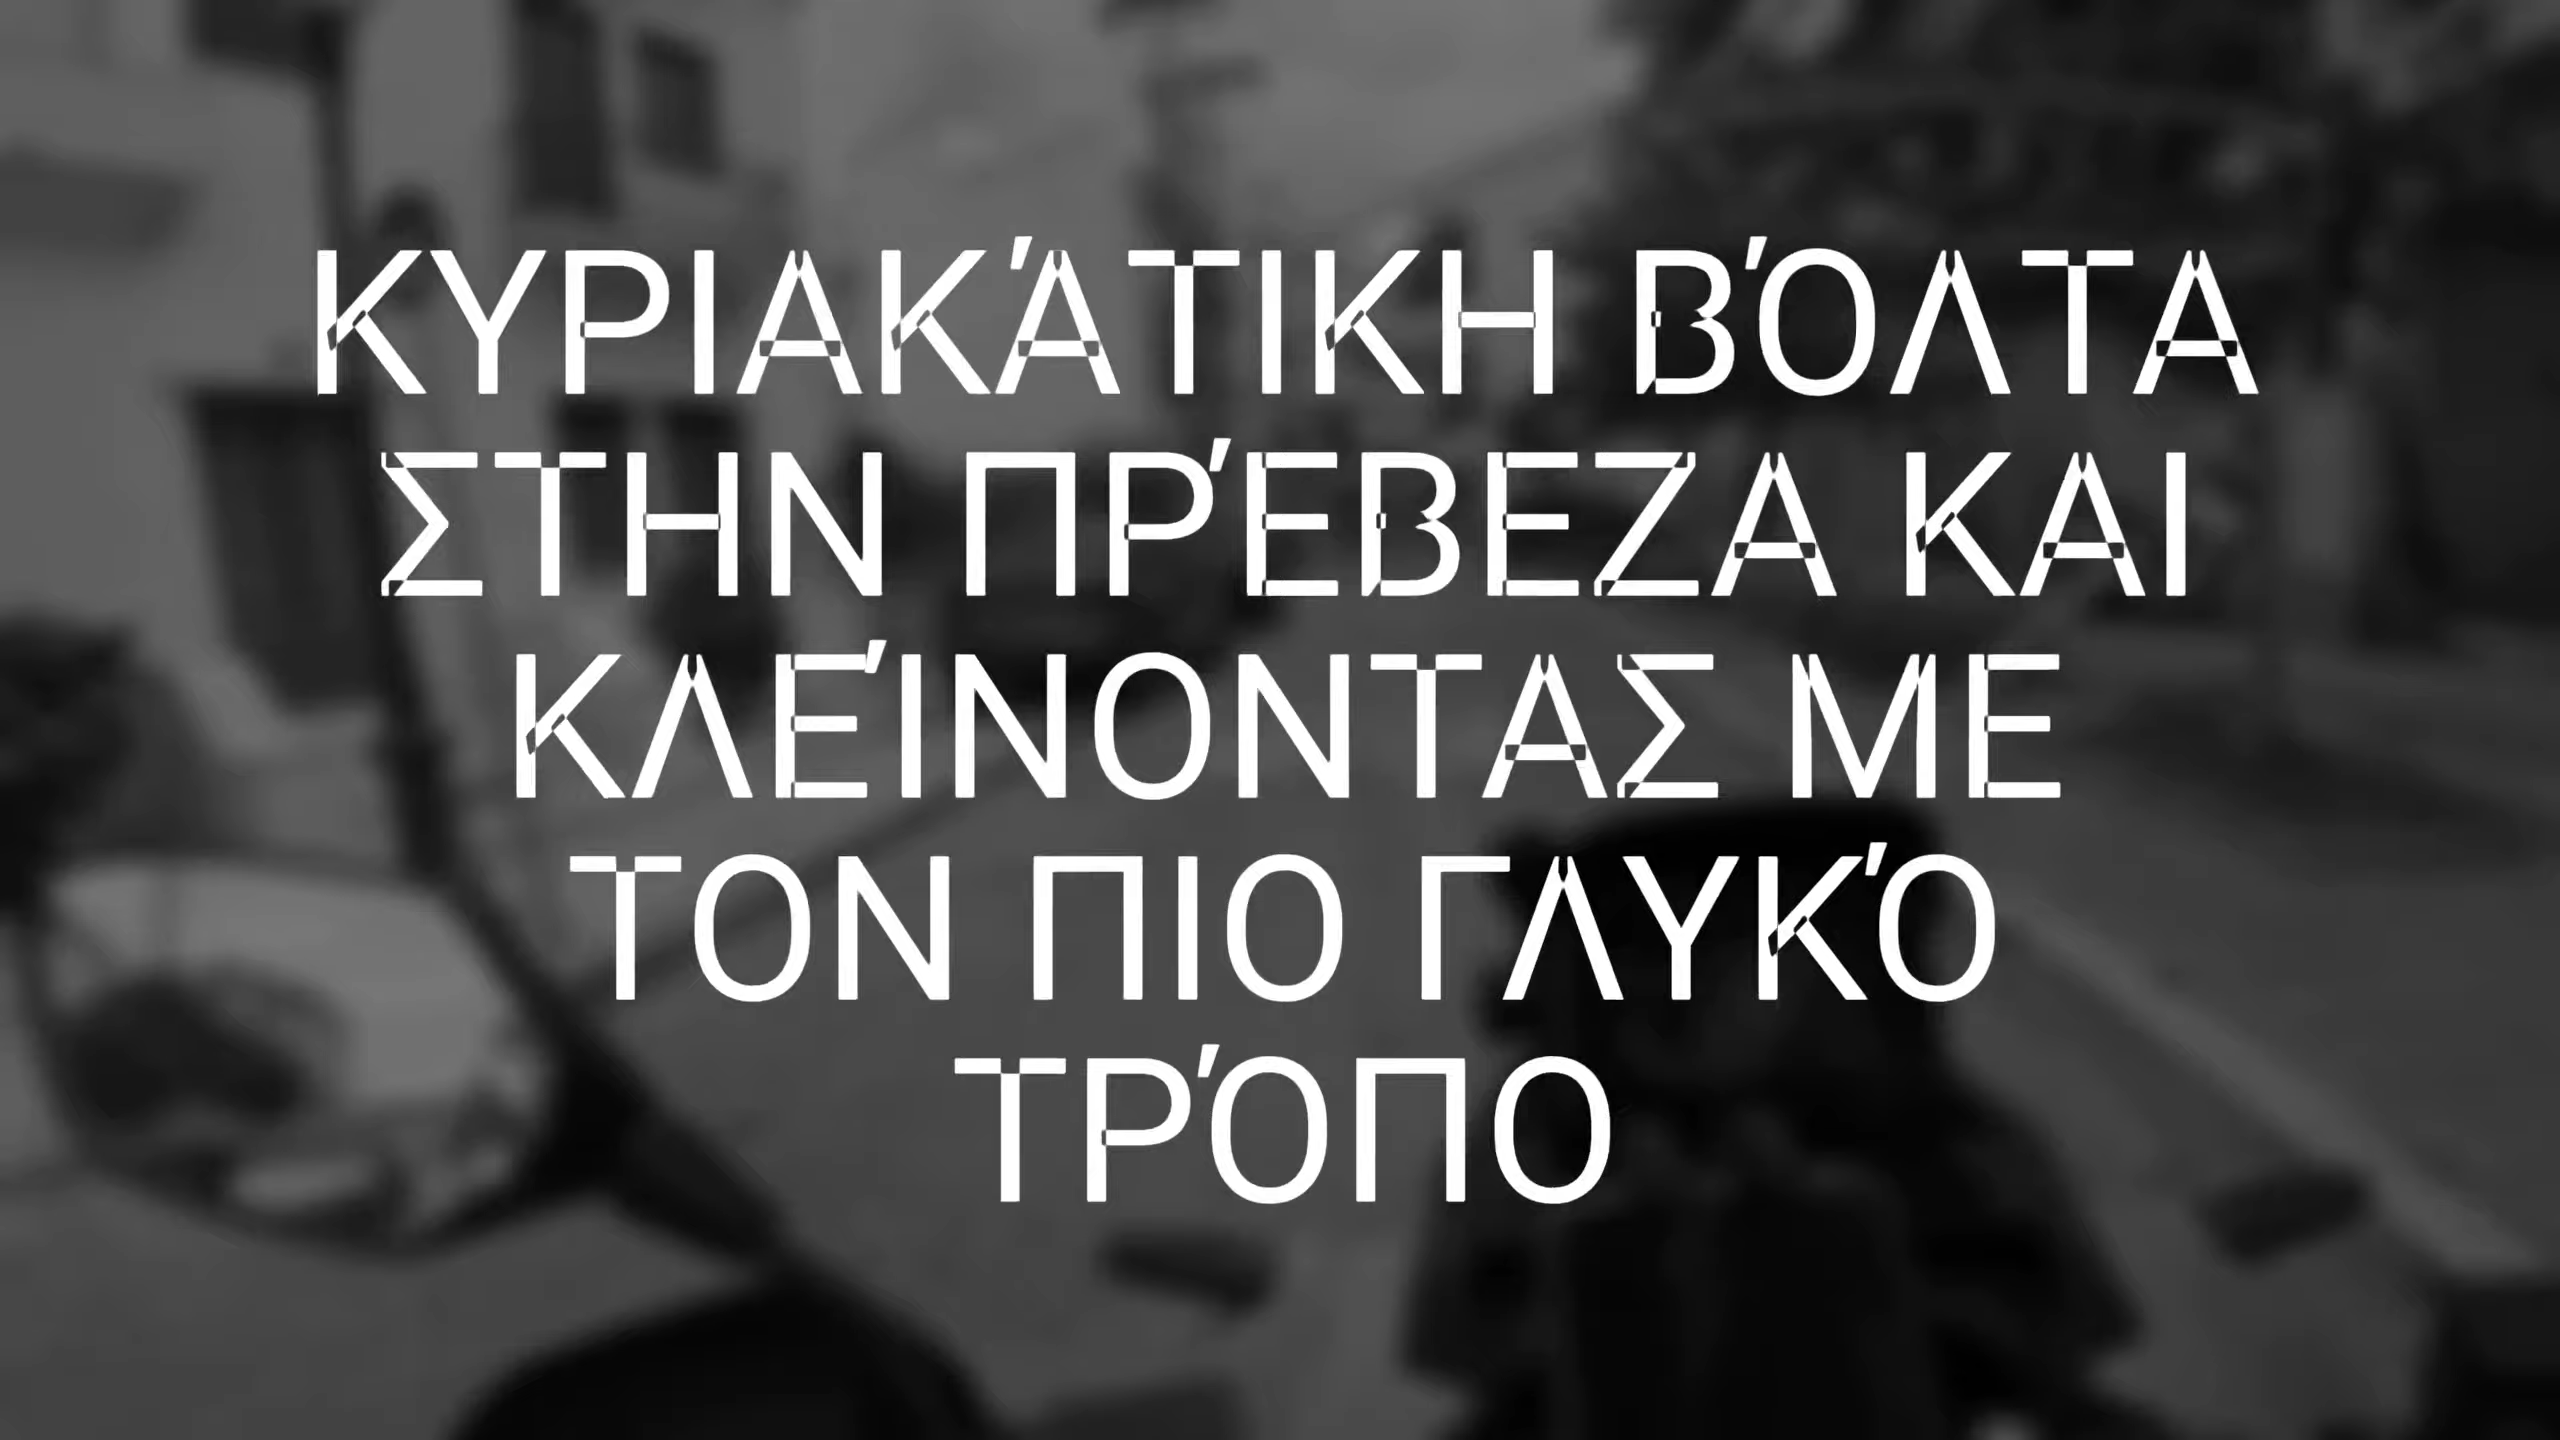 ΚΥΡΙΑΚΆΤΙΚΗ ΒΌΛΤΑ
ΣΤΗΝ ΠΡΈΒΕΖΑ ΚΑΙ
ΚΛΕΊΝΟΝΤΑΣ ΜΕ
ΤΟΝ ΠΙΟ ΓΛΥΚΌ
ΤΡΌΠΟ